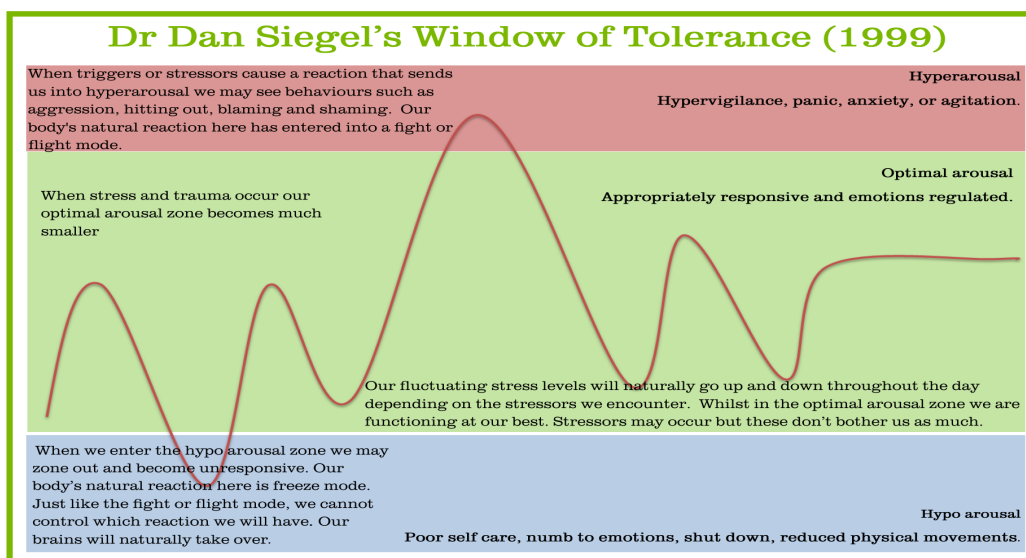 Dr Dan Siegel's Window of Tolerance (1999)
When triggers or stressors cause a reaction that sends
us into hyperarousal we may see behaviours such as
aggression, hitting out, blaming and shaming.  Our
body's natural reaction here has entered into a fight or
flight mode.
Hyperarousal
Hypervigilance, panic, anxiety, or agitation.
Optimal arousal
Appropriately responsive and emotions regulated.
When stress and trauma occur our
optimal arousal zone becomes much
smaller
Our fluctuating stress levels will naturally go up and down throughout the day
depending on the stressors we encounter.  Whilst in the optimal arousal zone we are
functioning at our best. Stressors may occur but these don't bother us as much.
When we enter the hypo arousal zone we may
zone out and become unresponsive. Our
body's natural reaction here is freeze mode.
Just like the fight or flight mode, we cannot
control which reaction we will have. Our
brains will naturally take over.
Hypo arousal
Poor self care, numb to emotions, shut down, reduced physical movements.